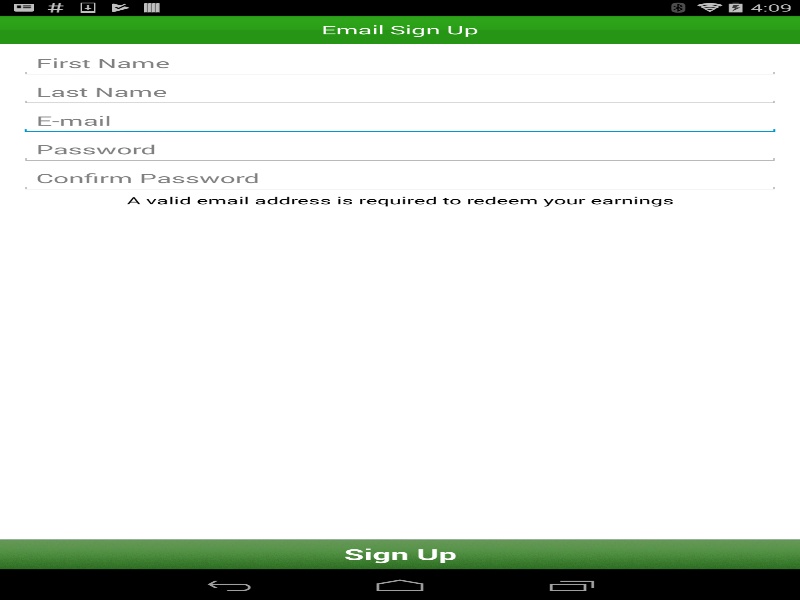 # 4:09
Email Sign Up
First Name
Last Name
E-mail
Password
Confirm Password
A valid email address is required to redeem your earnings
Sign Up